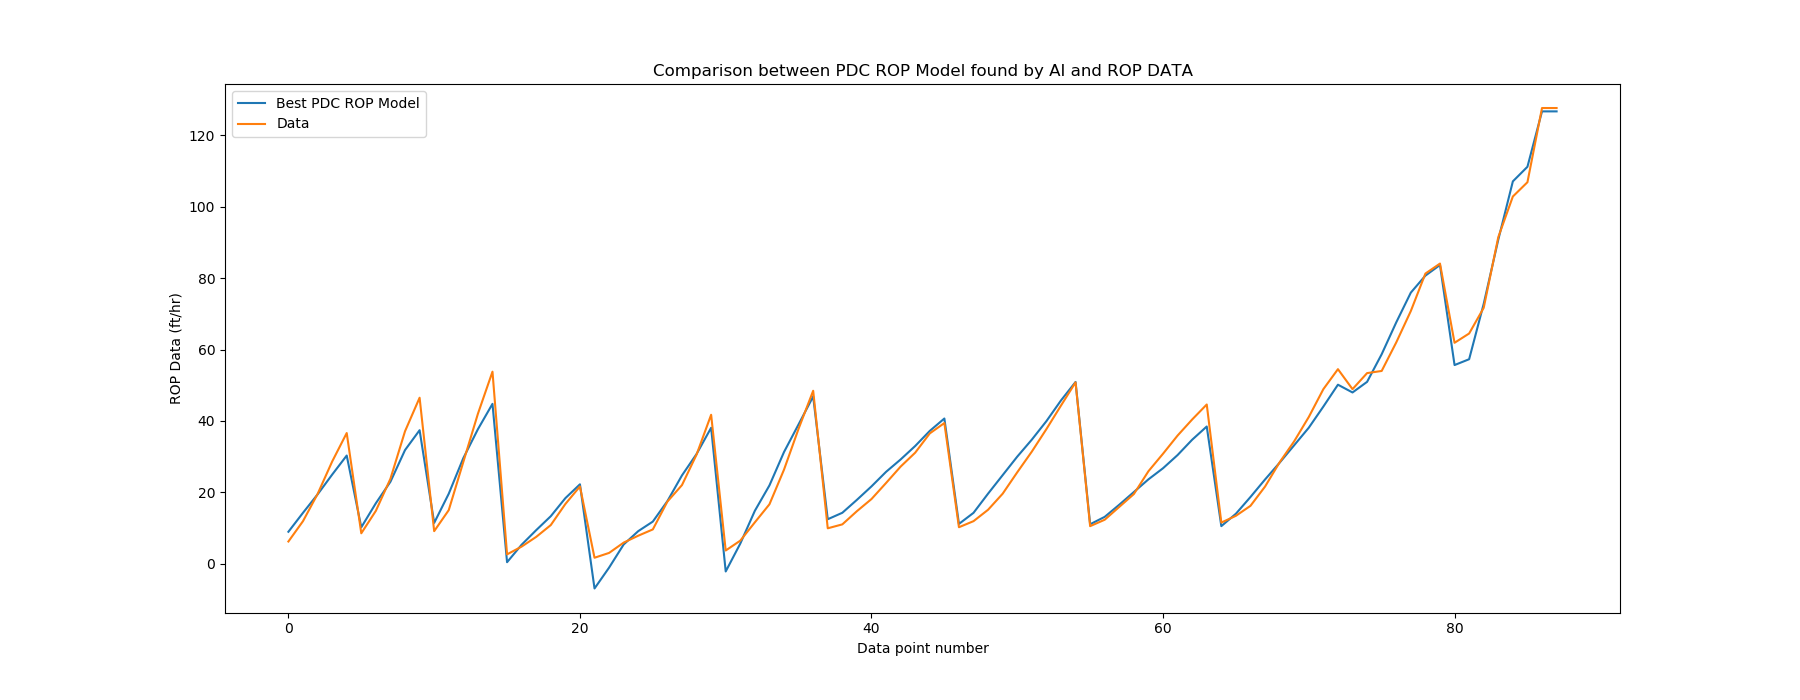 Comparison between PDC ROP Model found by AI and ROP DATA
Best PDC ROP Model
Data
ROP Data (ft/hr)
120
100
80
60
40
20
0
0 20 40 60 80
Data point number